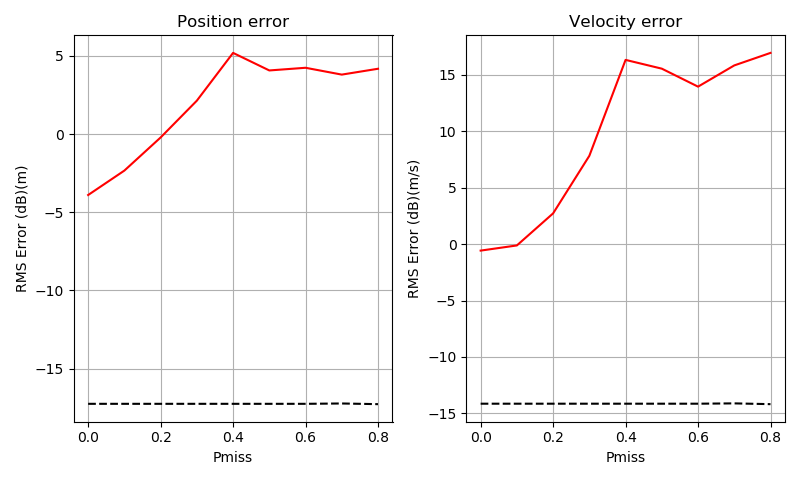 Position error
RMS Error (dB)(m)
5
0
−5
−10
−15
0.0 0.2 0.4 0.6 0.8
Pmiss
Velocity error
RMS Error (dB)(m/s)
15
10
5
0
−5
−10
−15
0.0 0.2 0.4 0.6 0.8
Pmiss